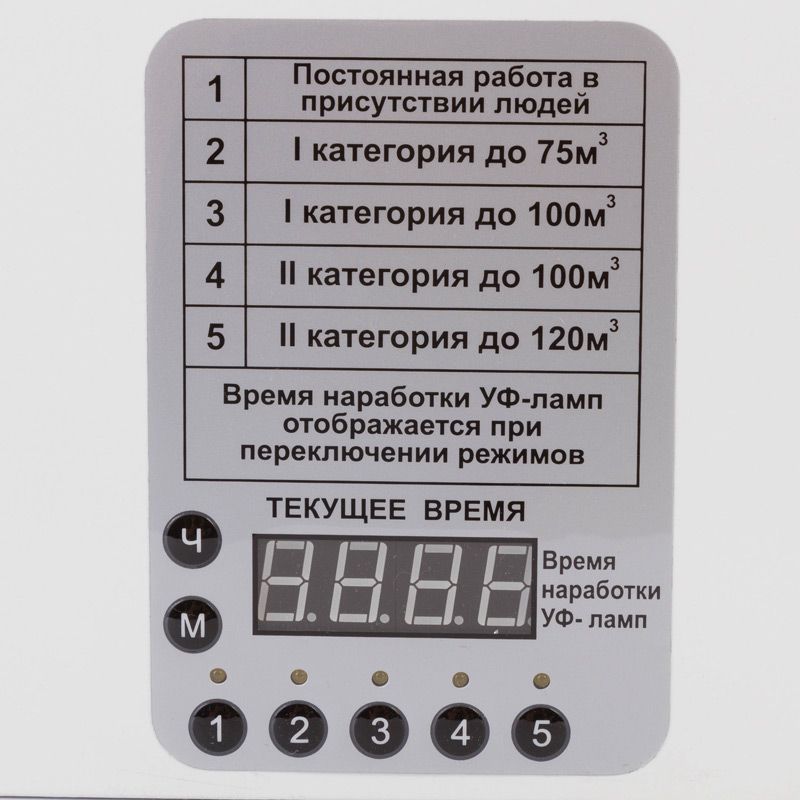 1 Постоянная работа в
присутствии людей
2 I категория до 75м³
3 I категория до 100м³
4 II категория до 100м³
5 II категория до 120м³
Время наработки УФ-ламп
отображается при
переключении режимов
ТЕКУЩЕЕ ВРЕМЯ
Ч
Время
наработки
УФ- ламп
М
1 2 3 4 5